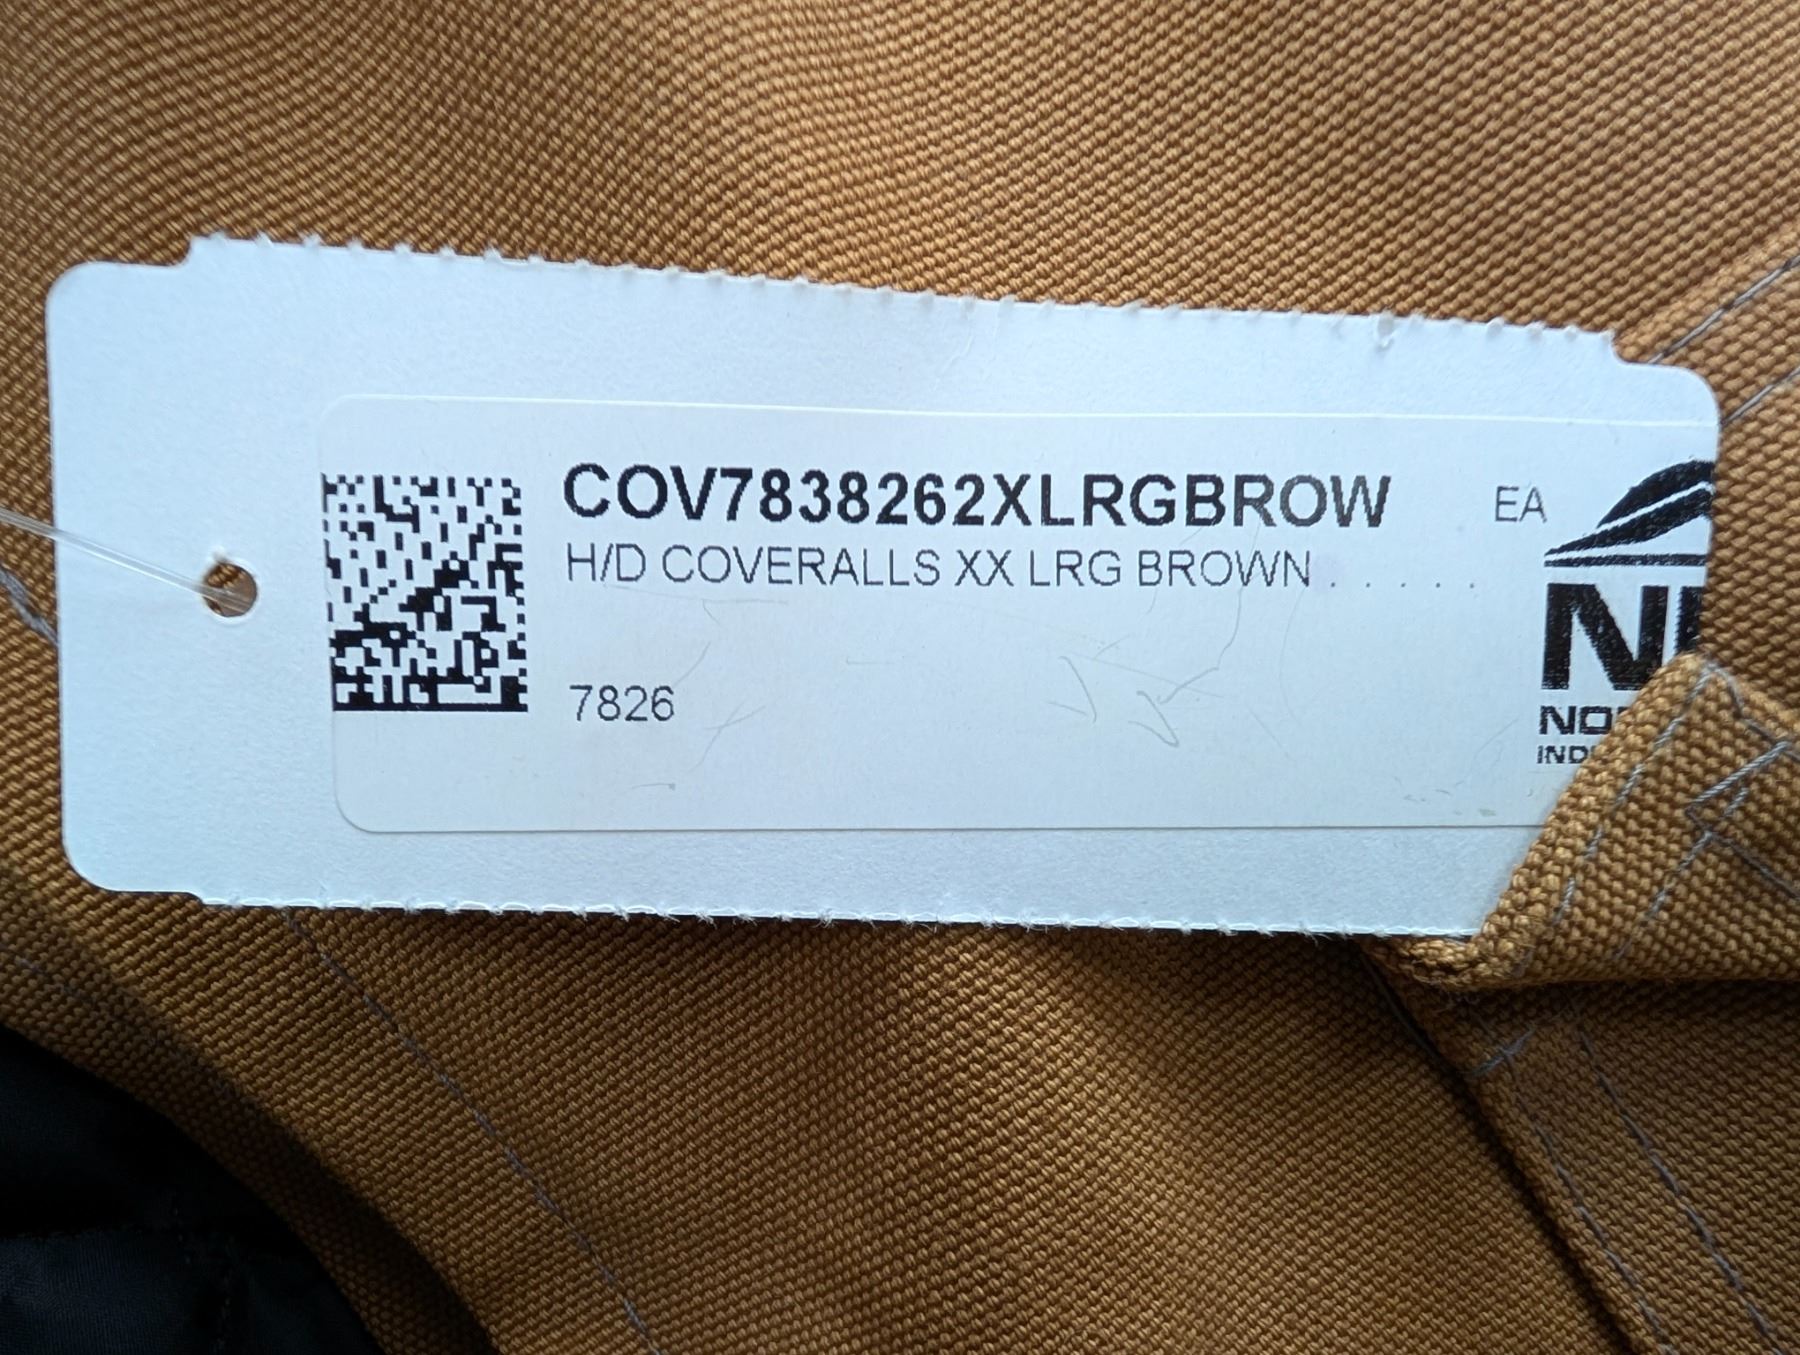 COV7838262XLRGBROW EA
H/D COVERALLS XX LRG BROWN . . . . .
7826